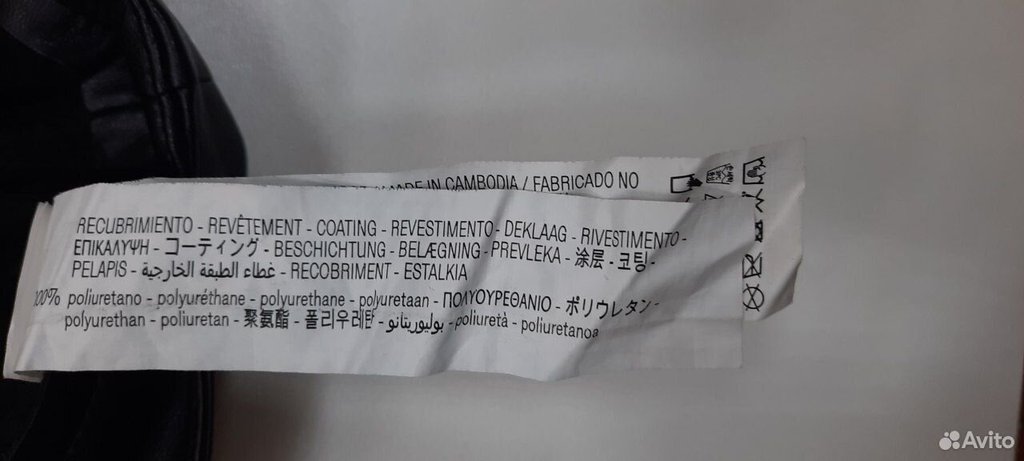 MADE IN CAMBODIA / FABRICADO NO
RECUBRIMIENTO - REVÊTEMENT - COATING - REVESTIMENTO - DEKLAAG - RIVESTIMENTO -
ΕΠΙΚΑΛΥΨΗ - コーティング - BESCHICHTUNG - BELÆGNING - PREVLEKA - 涂层 - 코팅 -
PELAPIS - غطاء الطبقة الخارجية - RECOBRIMENT - ESTALKIA
100% poliuretano - polyuréthane - polyurethane - polyuretaan - ΠΟΛΥΟΥΡΕΘΑΝΙΟ - ポリウレタン -
polyurethan - poliuretan - 聚氨酯 - 폴리우레탄 - بوليوريتانو - poliuretà - poliuretanoa
Avito